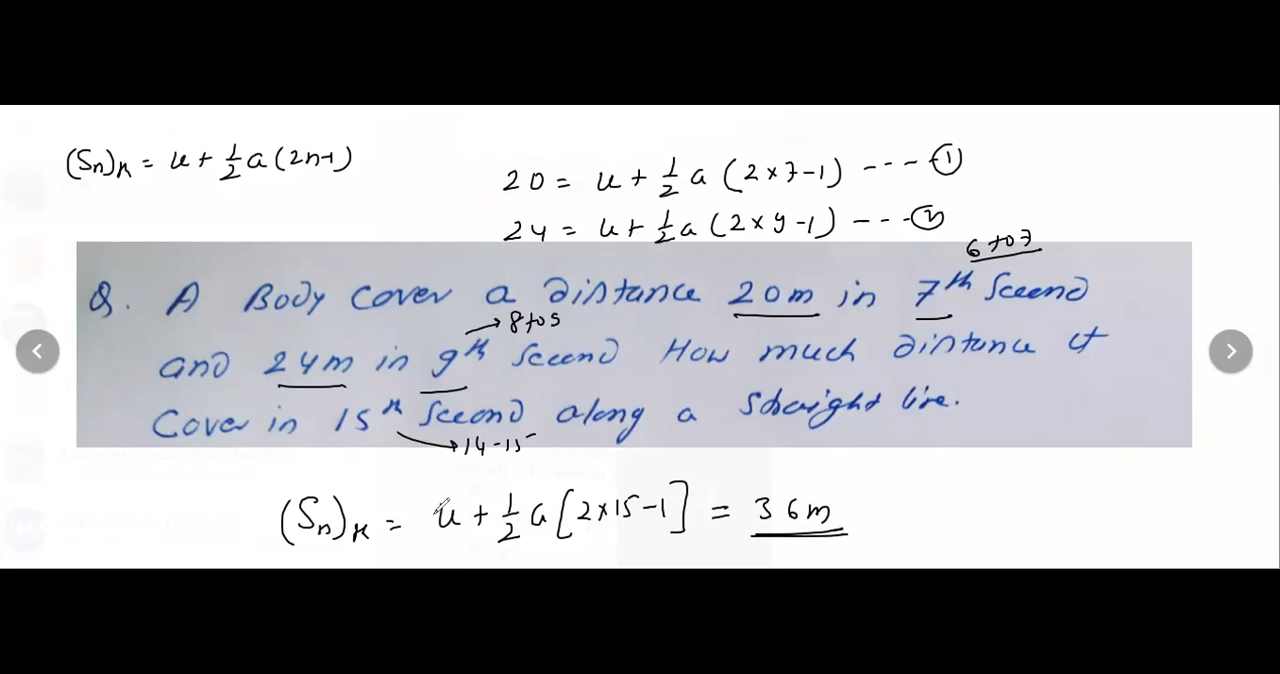 (Sn)n = u + 1/2 a (2n-1)
20 = u + 1/2 a (2×7-1) ---- ①
24 = u + 1/2 a (2×9-1) ---- ②
6 to 7
Q. A Body cover a distance 20m in 7th Second
→ 8 to 9
and 24m in 9th Second How much distance it
Cover in 15th Second along a straight line.
→ 14-15
(Sn)n = u + 1/2 a [2×15-1] = 36m